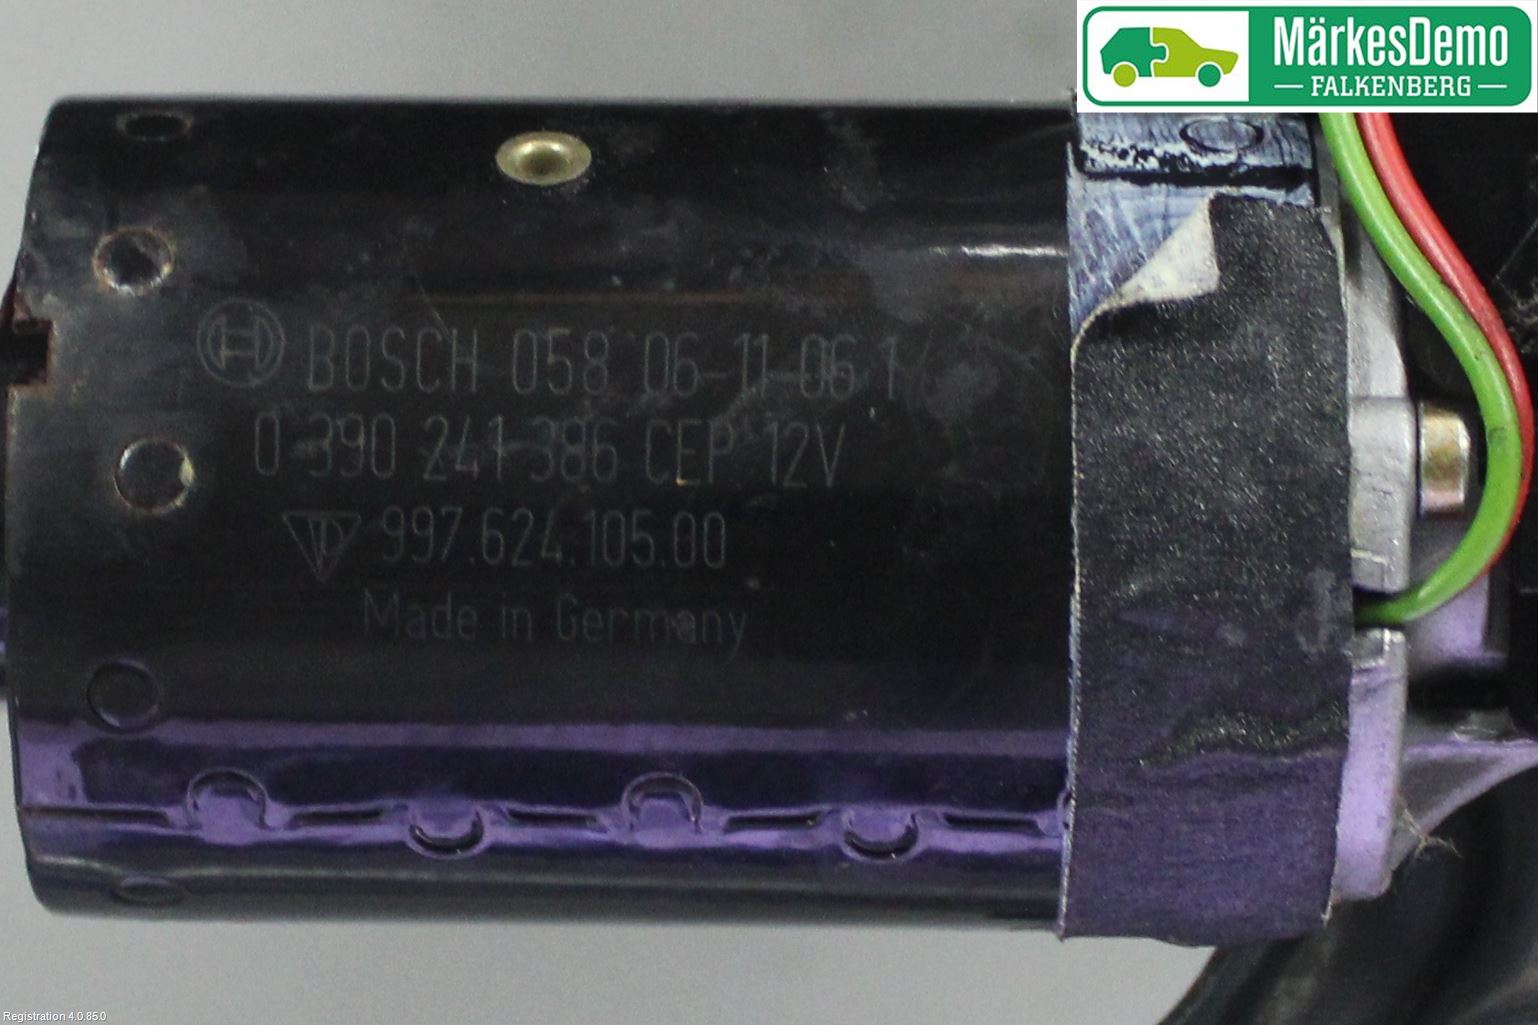 MärkesDemo
FALKENBERG
BOSCH 058 06-11-06 1
0 390 241 386 CEP 12V
997.624.105.00
Made in Germany
Registration 4.0.85.0